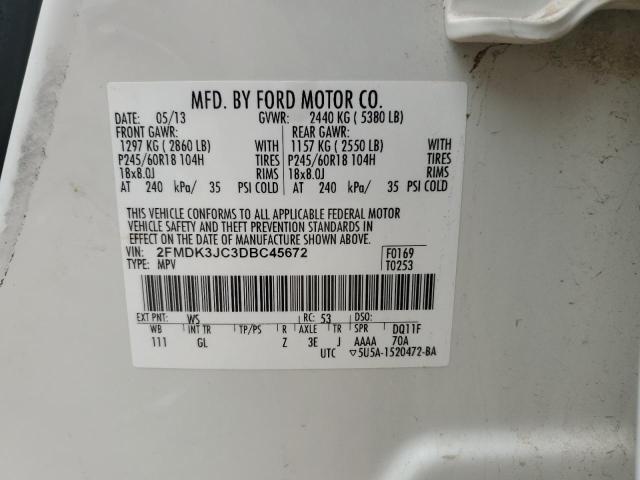 MFD. BY FORD MOTOR CO.
DATE: 05/13 GVWR: 2440 KG ( 5380 LB)
FRONT GAWR: REAR GAWR:
1297 KG ( 2860 LB) WITH 1157 KG ( 2550 LB) WITH
P245/60R18 104H TIRES P245/60R18 104H TIRES
18x8.0J RIMS 18x8.0J RIMS
AT 240 kPa/ 35 PSI COLD AT 240 kPa/ 35 PSI COLD
THIS VEHICLE CONFORMS TO ALL APPLICABLE FEDERAL MOTOR
VEHICLE SAFETY AND THEFT PREVENTION STANDARDS IN
EFFECT ON THE DATE OF MANUFACTURE SHOWN ABOVE.
VIN: 2FMDK3JC3DBC45672 F0169
TYPE: MPV T0253
EXT PNT: WS RC: 53 DSO:
WB INT TR TP/PS R AXLE TR SPR DQ11F
111 GL Z 3E J AAAA 70A
UTC ▽5U5A-1520472-BA